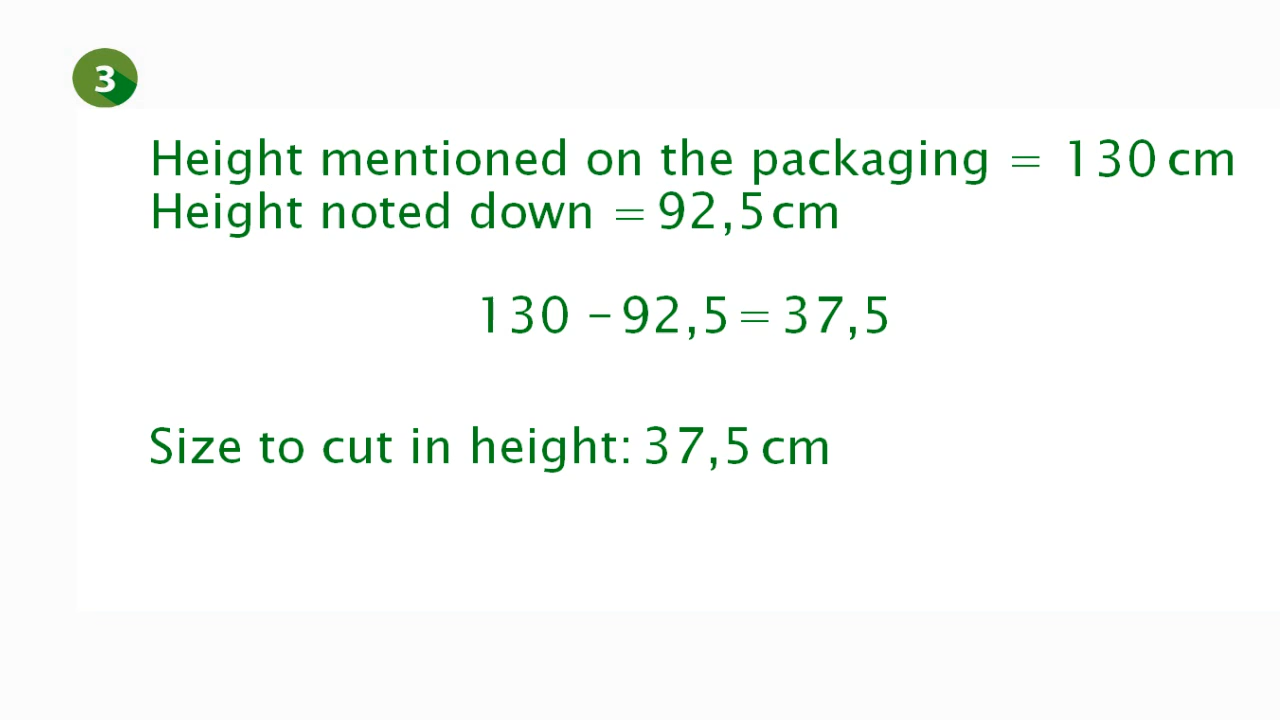 3
Height mentioned on the packaging = 130 cm
Height noted down = 92,5 cm
130 – 92,5 = 37,5
Size to cut in height: 37,5 cm